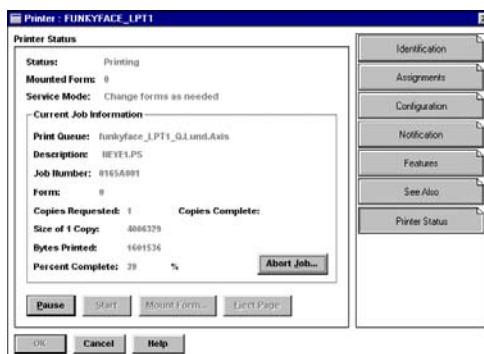 Printer : FUNKYFACE_LPT1
Printer Status
Status: Printing
Mounted Form: 0
Service Mode: Change forms as needed
Current Job Information
Print Queue: funkyface_LPT1_Q.Lund.Axis
Description: NEYE1.PS
Job Number: 0165A001
Form: 0
Copies Requested: 1 Copies Complete:
Size of 1 Copy: 4006329
Bytes Printed: 1601536
Percent Complete: 39 %
Abort Job...
Pause Start Mount Form... Eject Page
OK Cancel Help
Identification
Assignments
Configuration
Notification
Features
See Also
Printer Status